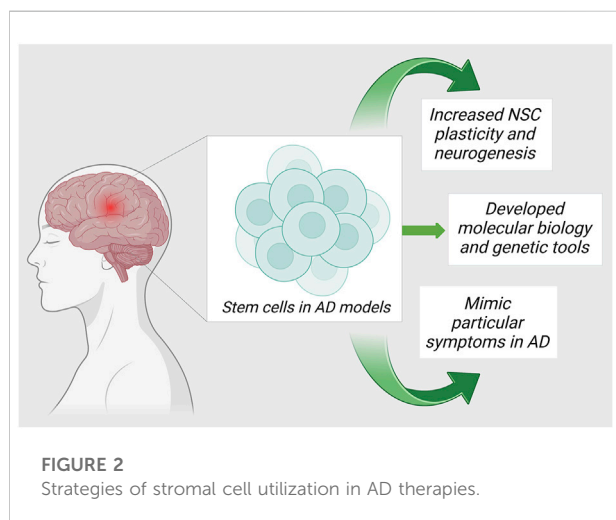 Increased NSC
plasticity and
neurogenesis
Developed
molecular biology
and genetic tools
Stem cells in AD models
Mimic
particular
symptoms in AD
FIGURE 2
Strategies of stromal cell utilization in AD therapies.